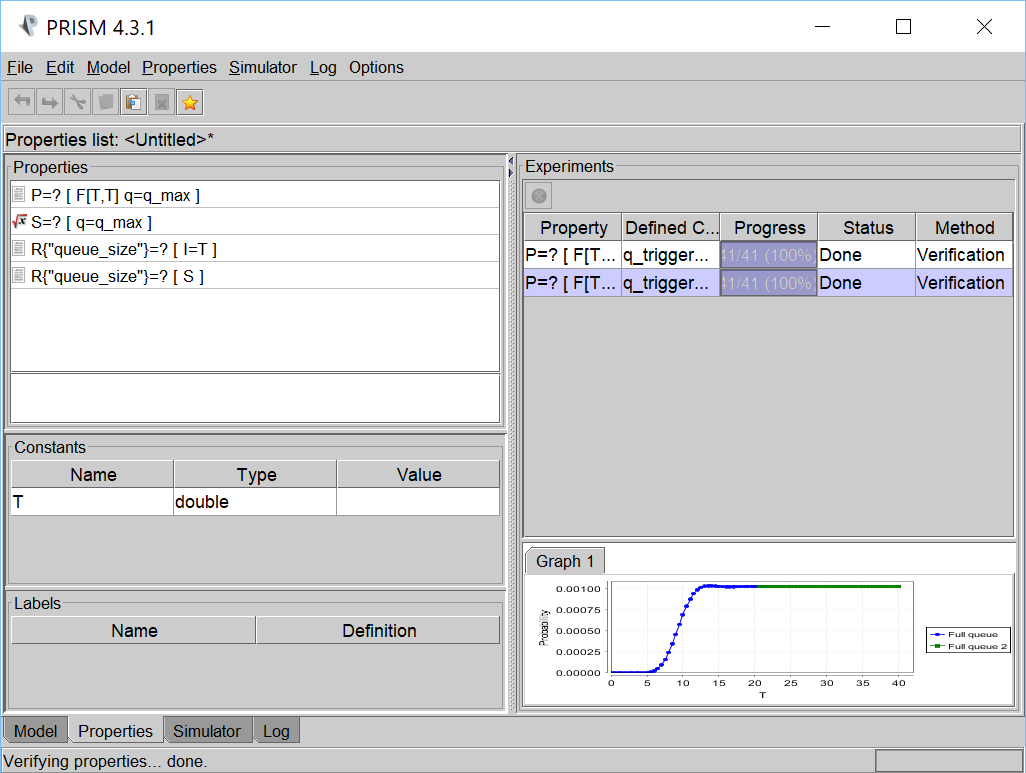 PRISM 4.3.1
File Edit Model Properties Simulator Log Options
Properties list: <Untitled>*
Properties
P=? [ F[T,T] q=q_max ]
S=? [ q=q_max ]
R{"queue_size"}=? [ I=T ]
R{"queue_size"}=? [ S ]
Constants
Name Type Value
T double
Labels
Name Definition
Experiments
Property Defined C... Progress Status Method
P=? [ F[T... q_trigger... 41/41 (100%) Done Verification
P=? [ F[T... q_trigger... 41/41 (100%) Done Verification
Graph 1
0.00100
0.00075
0.00050
0.00025
0.00000
Probability
0 5 10 15 20 25 30 35 40
T
Full queue
Full queue 2
Model Properties Simulator Log
Verifying properties... done.